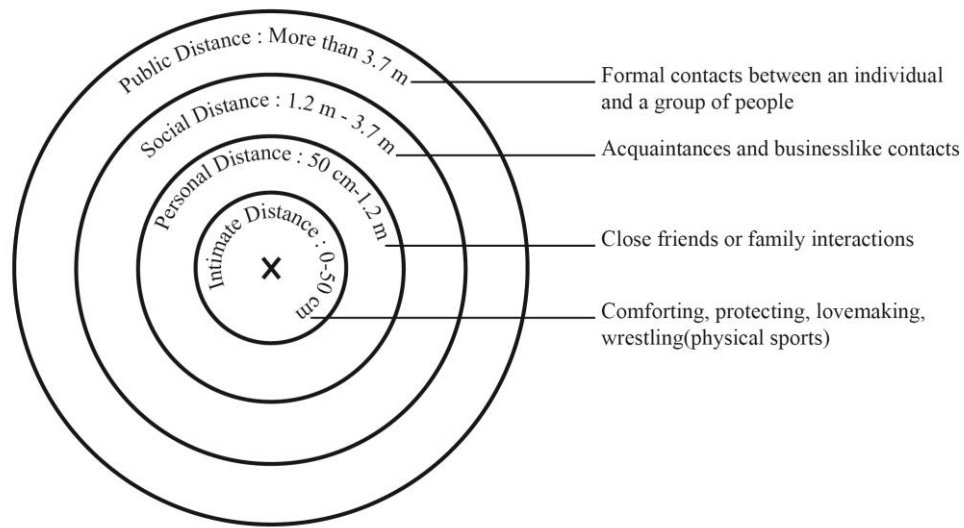 Public Distance : More than 3.7 m
Formal contacts between an individual
and a group of people
Social Distance : 1.2 m - 3.7 m
Acquaintances and businesslike contacts
Personal Distance : 50 cm-1.2 m
Close friends or family interactions
Intimate Distance : 0-50 cm
Comforting, protecting, lovemaking,
wrestling(physical sports)